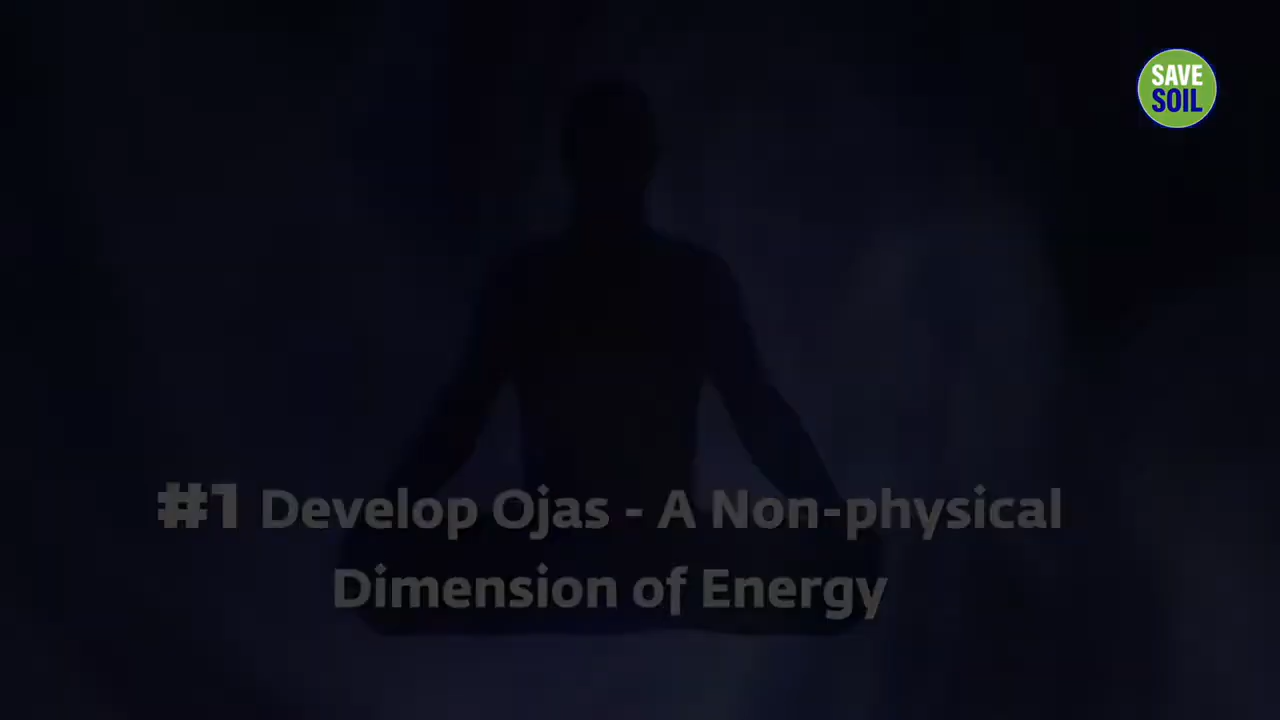 SAVE
SOIL
#1 Develop Ojas - A Non-physical
Dimension of Energy